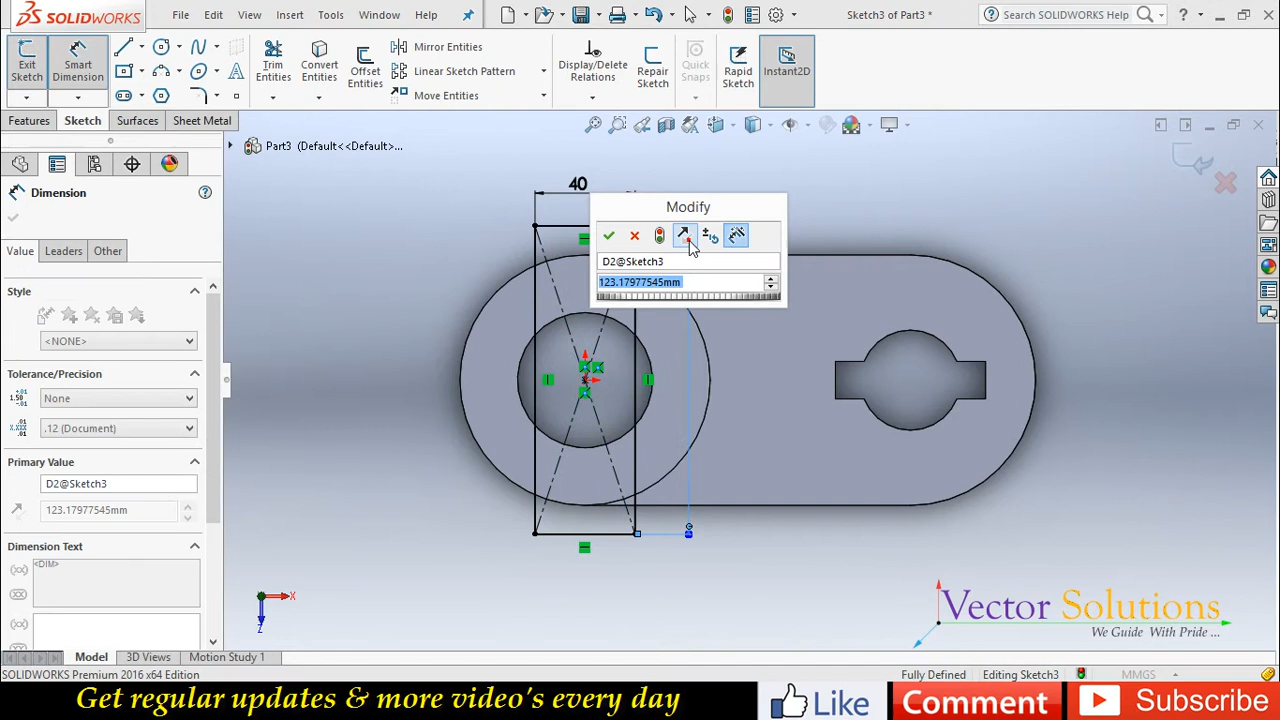 SOLIDWORKS
File
Edit
View
Insert
Tools
Window
Help
Sketch3 of Part3 *
Search SOLIDWORKS Help
?
Exit
Sketch
Smart
Dimension
Trim
Entities
Convert
Entities
Offset
Entities
Mirror Entities
Linear Sketch Pattern
Move Entities
Display/Delete
Relations
Repair
Sketch
Quick
Snaps
Rapid
Sketch
Instant2D
Features
Sketch
Surfaces
Sheet Metal
Part3 (Default<<Default>...
Dimension
?
Value
Leaders
Other
Style
<NONE>
Tolerance/Precision
None
.12 (Document)
Primary Value
D2@Sketch3
123.17977545mm
Dimension Text
<DIM>
40
Modify
D2@Sketch3
123.17977545mm
X
Z
Vector Solutions
We Guide With Pride ...
Model
3D Views
Motion Study 1
SOLIDWORKS Premium 2016 x64 Edition
Fully Defined
Editing Sketch3
MMGS
Get regular updates & more video's every day
Like
Comment
Subscribe